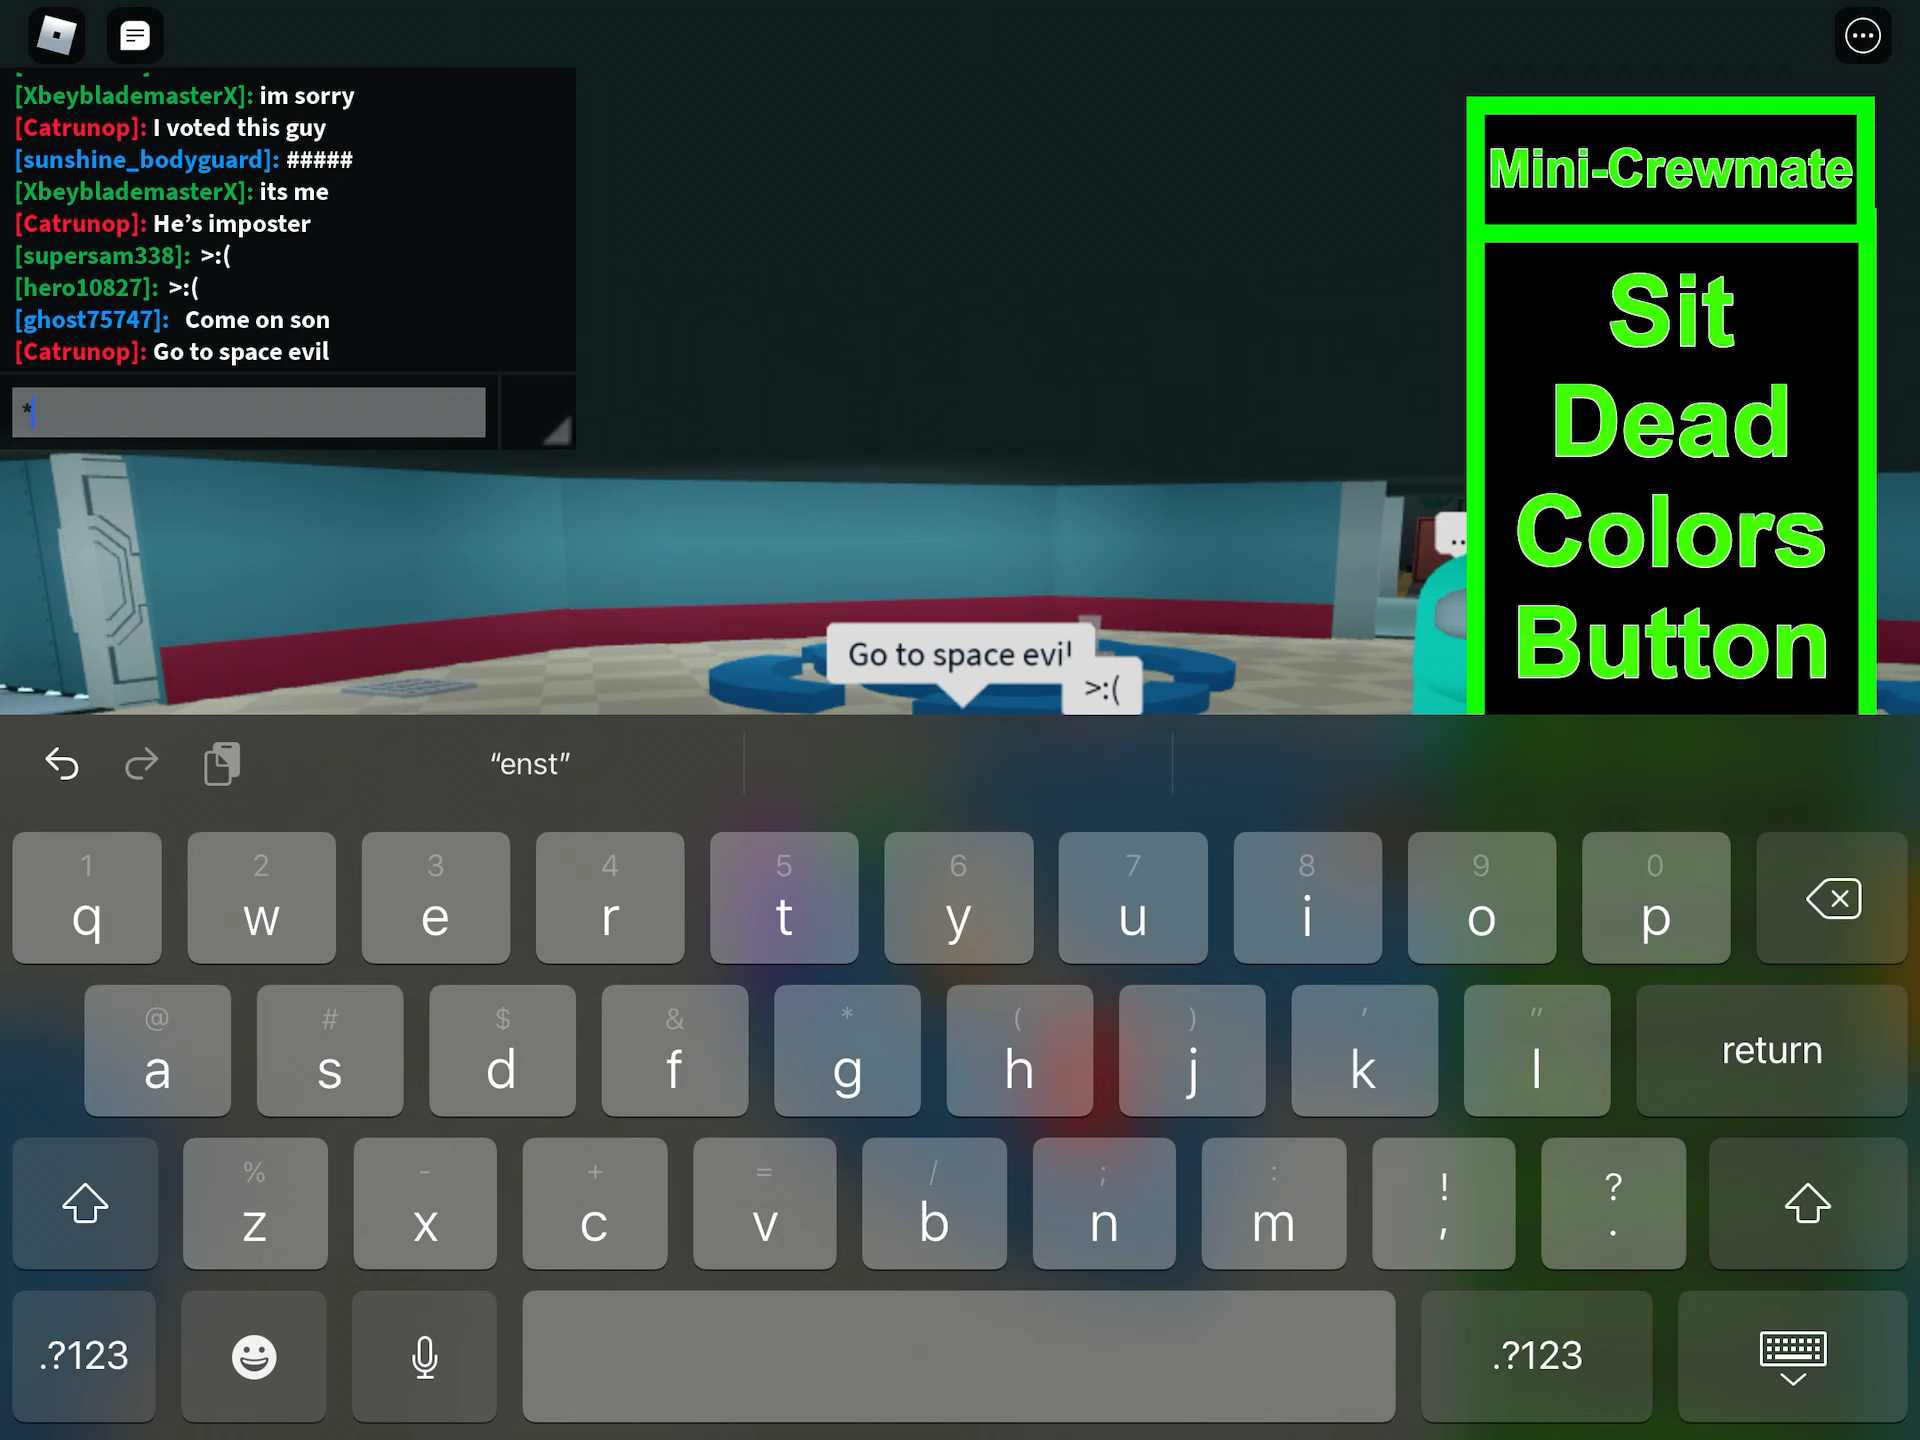 [XbeyblademasterX]: im sorry
[Catrunop]: I voted this guy
[sunshine_bodyguard]: #####
[XbeyblademasterX]: its me
[Catrunop]: He’s imposter
[supersam338]: >:(
[hero10827]: >:(
[ghost75747]: Come on son
[Catrunop]: Go to space evil
*
Mini-Crewmate
Sit
Dead
Colors
Button
..
Go to space evil
>:(
“enst”
1 2 3 4 5 6 7 8 9 0
q w e r t y u i o p
@ # $ & * ( ) ' "
a s d f g h j k l return
% - + = / ; : ! ?
z x c v b n m , .
.?123 .?123